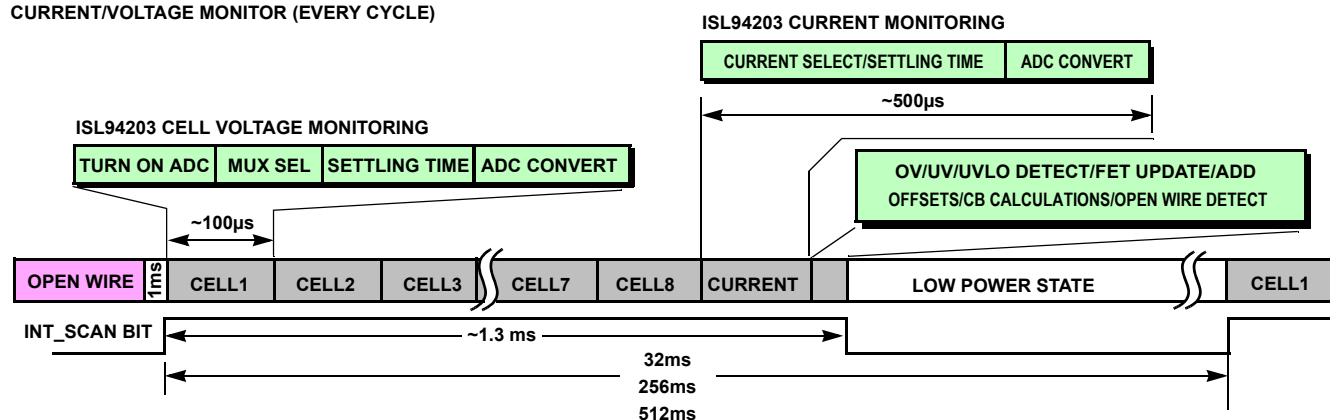 CURRENT/VOLTAGE MONITOR (EVERY CYCLE)
ISL94203 CURRENT MONITORING
CURRENT SELECT/SETTLING TIME
ADC CONVERT
~500µs
ISL94203 CELL VOLTAGE MONITORING
TURN ON ADC
MUX SEL
SETTLING TIME
ADC CONVERT
OV/UV/UVLO DETECT/FET UPDATE/ADD
OFFSETS/CB CALCULATIONS/OPEN WIRE DETECT
~100µs
OPEN WIRE
1ms
CELL1
CELL2
CELL3
CELL7
CELL8
CURRENT
LOW POWER STATE
CELL1
INT_SCAN BIT
~1.3 ms
32ms
256ms
512ms